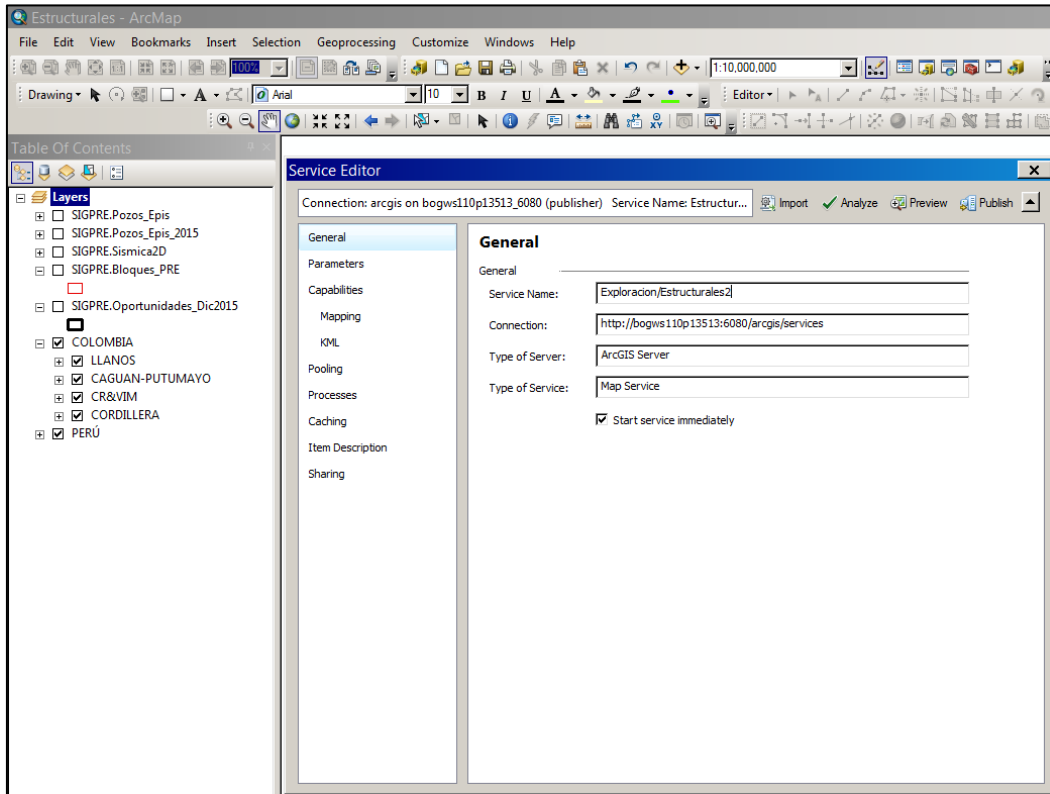 Estructurales - ArcMap
File Edit View Bookmarks Insert Selection Geoprocessing Customize Windows Help
100% 1:10,000,000
Drawing A Arial 10 B I U A Editor
Table Of Contents
Layers
SIGPRE.Pozos_Epis
SIGPRE.Pozos_Epis_2015
SIGPRE.Sismica2D
SIGPRE.Bloques_PRE
SIGPRE.Oportunidades_Dic2015
COLOMBIA
LLANOS
CAGUAN-PUTUMAYO
CR&VIM
CORDILLERA
PERÚ
Service Editor
Connection: arcgis on bogws110p13513_6080 (publisher) Service Name: Estructur... Import Analyze Preview Publish
General
Parameters
Capabilities
Mapping
KML
Pooling
Processes
Caching
Item Description
Sharing
General
General
Service Name: Exploracion/Estructurales2
Connection: http://bogws110p13513:6080/arcgis/services
Type of Server: ArcGIS Server
Type of Service: Map Service
Start service immediately